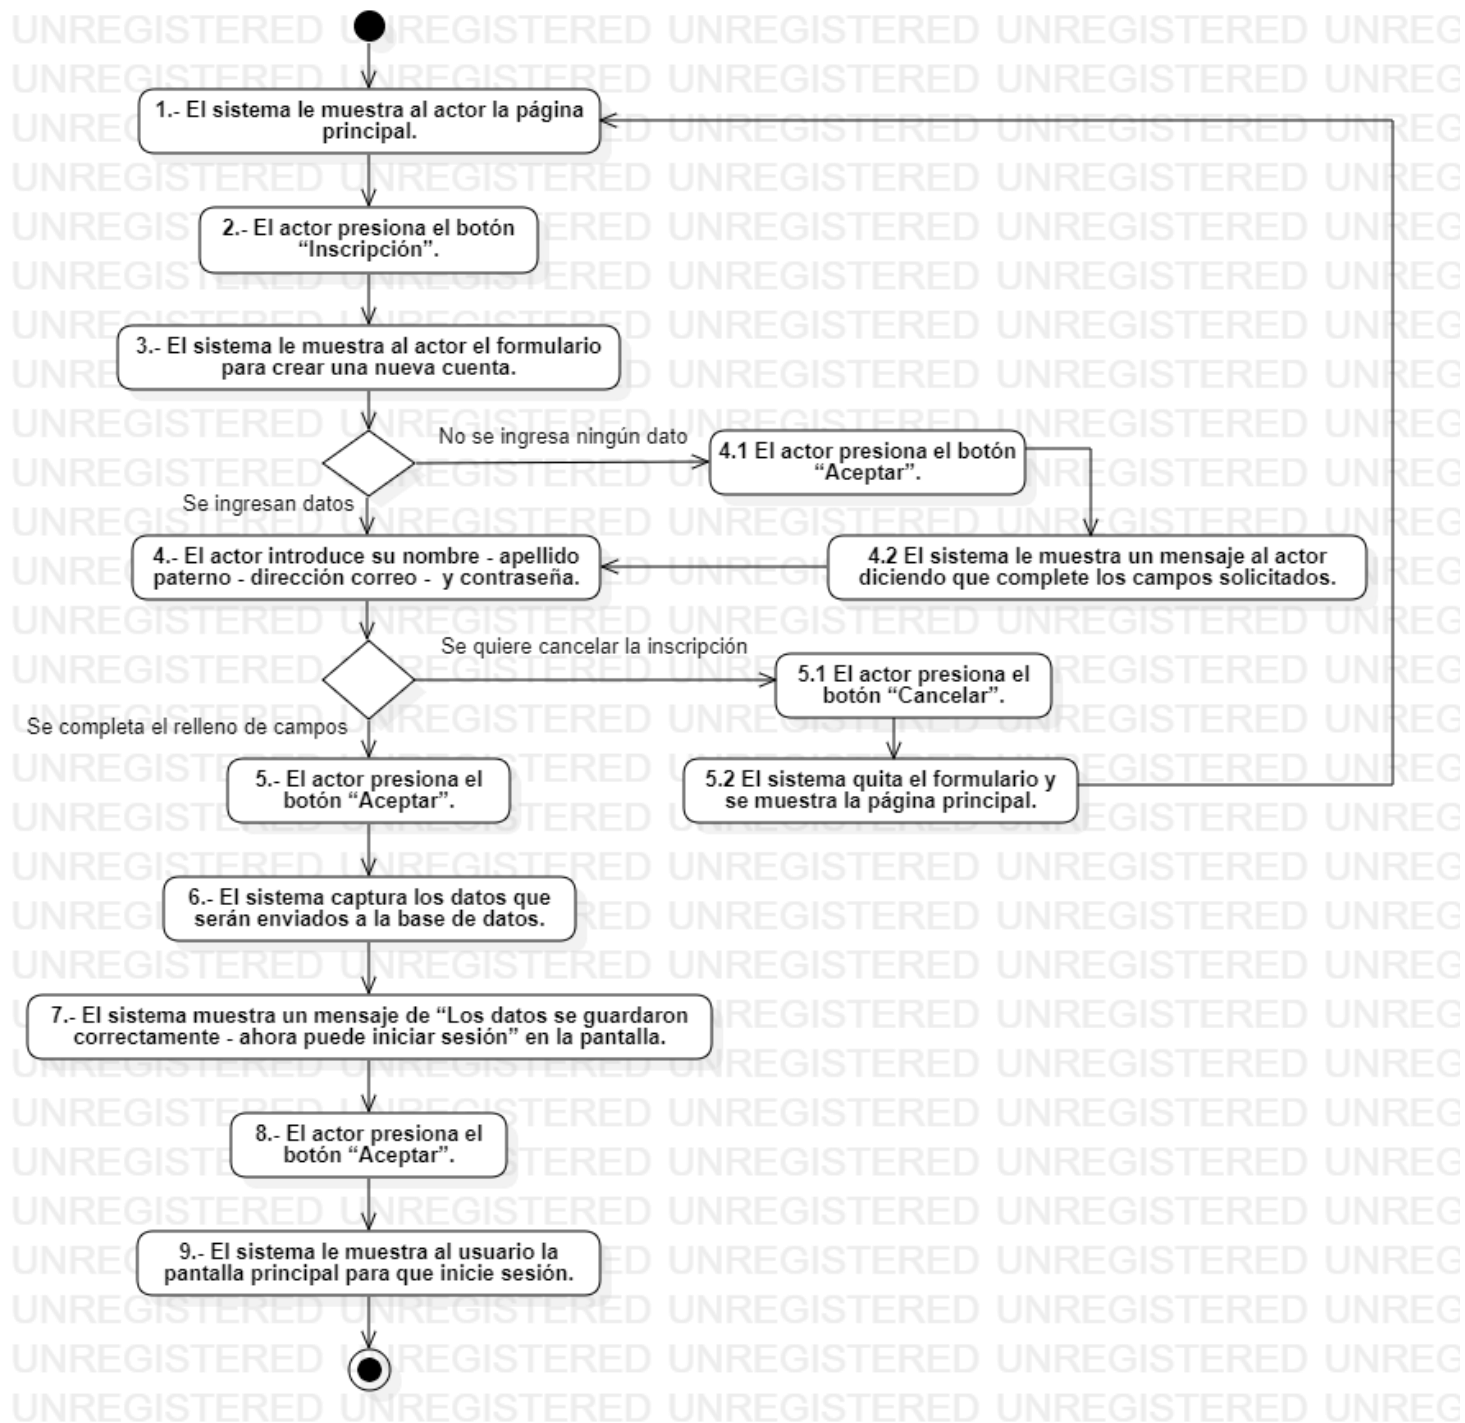 1.- El sistema le muestra al actor la página
principal.
2.- El actor presiona el botón
“Inscripción”.
3.- El sistema le muestra al actor el formulario
para crear una nueva cuenta.
No se ingresa ningún dato
4.1 El actor presiona el botón
“Aceptar”.
Se ingresan datos
4.- El actor introduce su nombre - apellido
paterno - dirección correo -  y contraseña.
4.2 El sistema le muestra un mensaje al actor
diciendo que complete los campos solicitados.
Se quiere cancelar la inscripción
5.1 El actor presiona el
botón “Cancelar”.
Se completa el relleno de campos
5.- El actor presiona el
botón “Aceptar”.
5.2 El sistema quita el formulario y
se muestra la página principal.
6.- El sistema captura los datos que
serán enviados a la base de datos.
7.- El sistema muestra un mensaje de “Los datos se guardaron
correctamente - ahora puede iniciar sesión” en la pantalla.
8.- El actor presiona el
botón “Aceptar”.
9.- El sistema le muestra al usuario la
pantalla principal para que inicie sesión.
UNREGISTERED